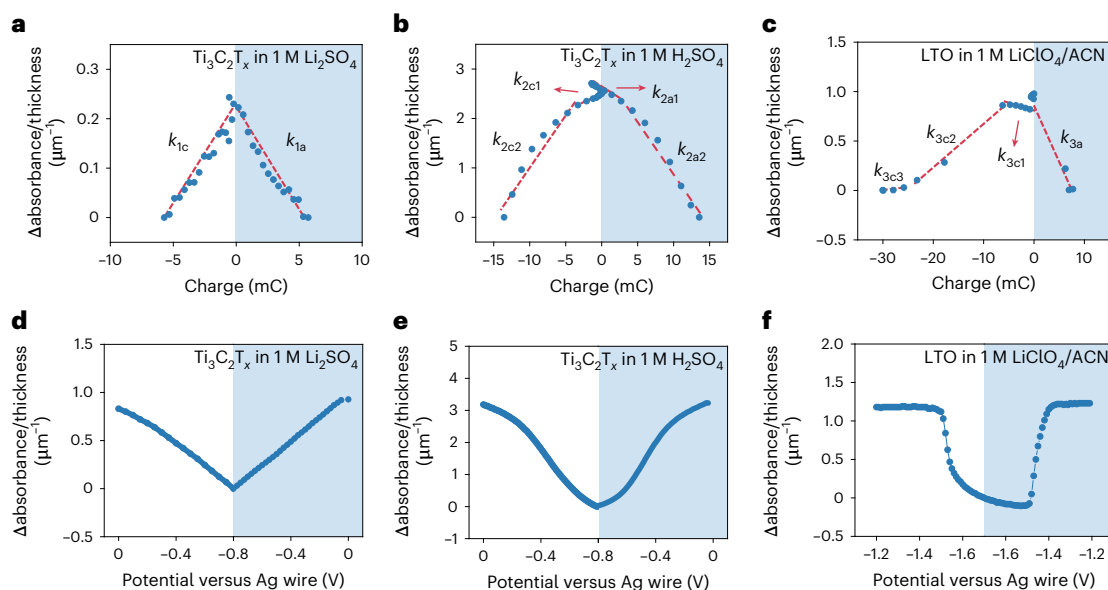 a
Ti₃C₂Tₓ in 1 M Li₂SO₄
Δabsorbance/thickness
(μm⁻¹)
0.3
0.2
0.1
0
k₁c
k₁a
−10
−5
0
5
10
Charge (mC)
b
Ti₃C₂Tₓ in 1 M H₂SO₄
Δabsorbance/thickness
(μm⁻¹)
3
2
1
0
k₂c₁
k₂a₁
k₂c₂
k₂a₂
−15
−10
−5
0
5
10
15
Charge (mC)
c
LTO in 1 M LiClO₄/ACN
Δabsorbance/thickness
(μm⁻¹)
1.0
0.5
0
−0.5
k₃c₂
k₃c₁
k₃a
k₃c₃
−30
−20
−10
0
10
Charge (mC)
d
Ti₃C₂Tₓ in 1 M Li₂SO₄
Δabsorbance/thickness
(μm⁻¹)
1.5
1.0
0.5
0
−0.5
0
−0.4
−0.8
−0.4
0
Potential versus Ag wire (V)
e
Ti₃C₂Tₓ in 1 M H₂SO₄
Δabsorbance/thickness
(μm⁻¹)
5
4
3
2
1
0
−1
0
−0.4
−0.8
−0.4
0
Potential versus Ag wire (V)
f
LTO in 1 M LiClO₄/ACN
Δabsorbance/thickness
(μm⁻¹)
2.0
1.5
1.0
0.5
0
−0.5
−1.2
−1.6
−1.6
−1.4
−1.2
Potential versus Ag wire (V)